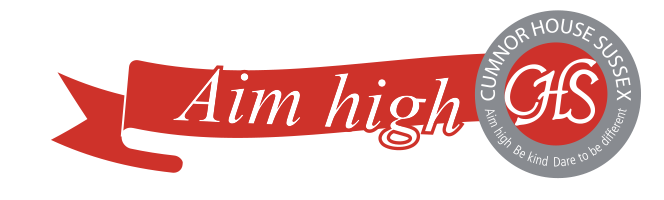 Aim high
CUMNOR HOUSE SUSSEX
CHS
Aim high Be kind Dare to be different